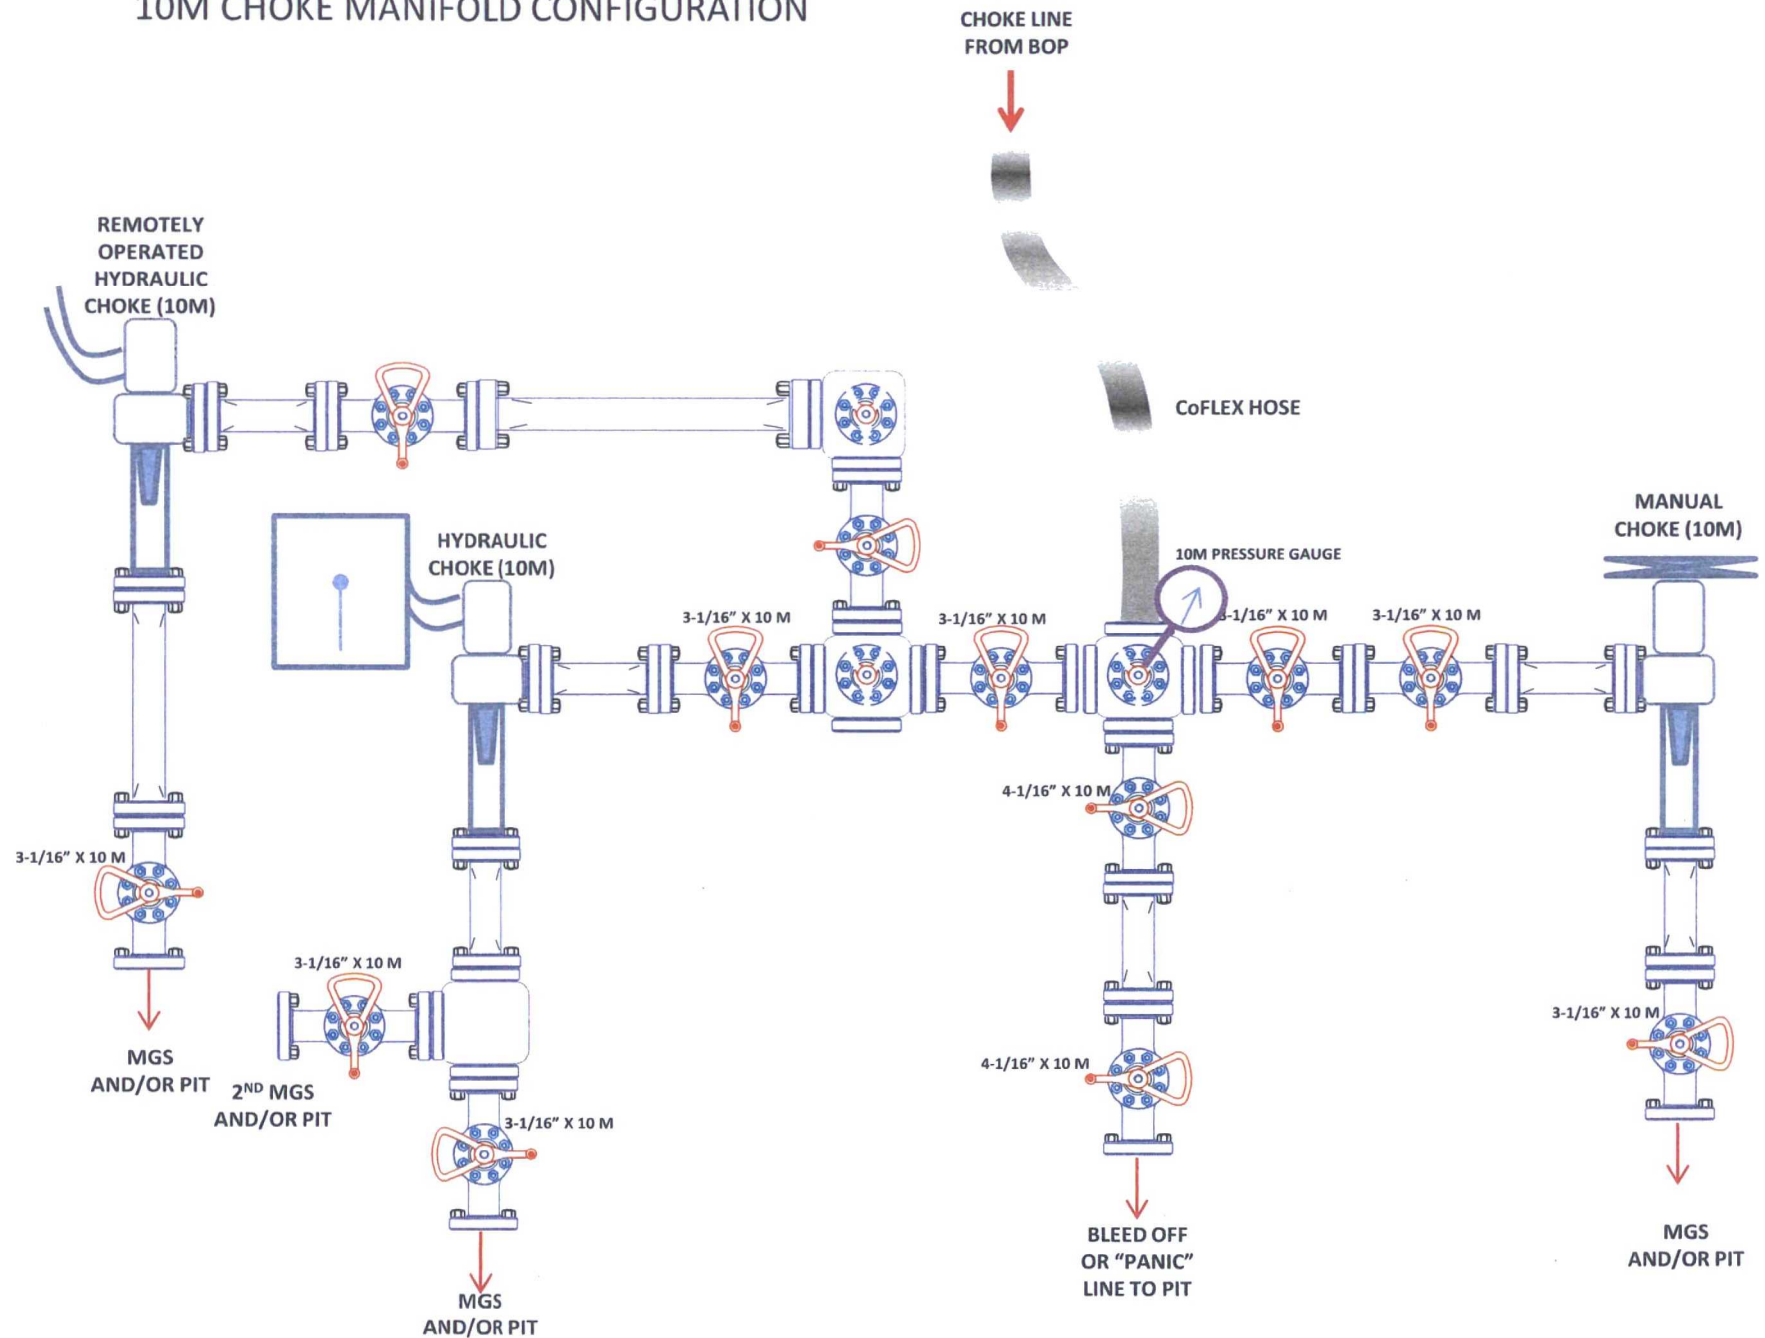 10M CHOKE MANIFOLD CONFIGURATION
CHOKE LINE
FROM BOP
REMOTELY
OPERATED
HYDRAULIC
CHOKE (10M)
CoFLEX HOSE
MANUAL
CHOKE (10M)
HYDRAULIC
CHOKE (10M)
10M PRESSURE GAUGE
3-1/16” X 10 M
3-1/16” X 10 M
3-1/16” X 10 M
3-1/16” X 10 M
4-1/16” X 10 M
3-1/16” X 10 M
3-1/16” X 10 M
3-1/16” X 10 M
4-1/16” X 10 M
MGS
AND/OR PIT
2ND MGS
AND/OR PIT
3-1/16” X 10 M
BLEED OFF
OR “PANIC”
LINE TO PIT
MGS
AND/OR PIT
MGS
AND/OR PIT